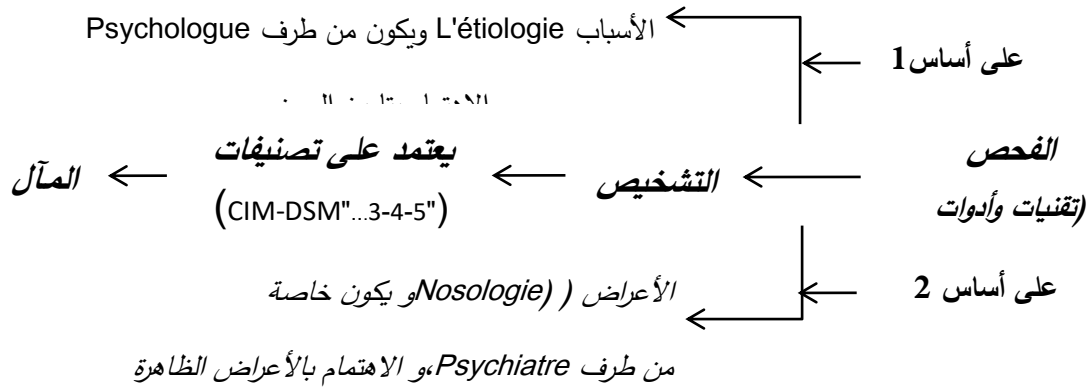 الأسباب L'étiologie ويكون من طرف Psychologue
على أساس1
الفحص
(تقنيات وأدوات
التشخيص
يعتمد على تصنيفات
(CIM-DSM"...3-4-5")
المآل
على أساس 2
الأعراض ( (Nosologieو يكون خاصة
من طرف Psychiatre،و الاهتمام بالأعراض الظاهرة